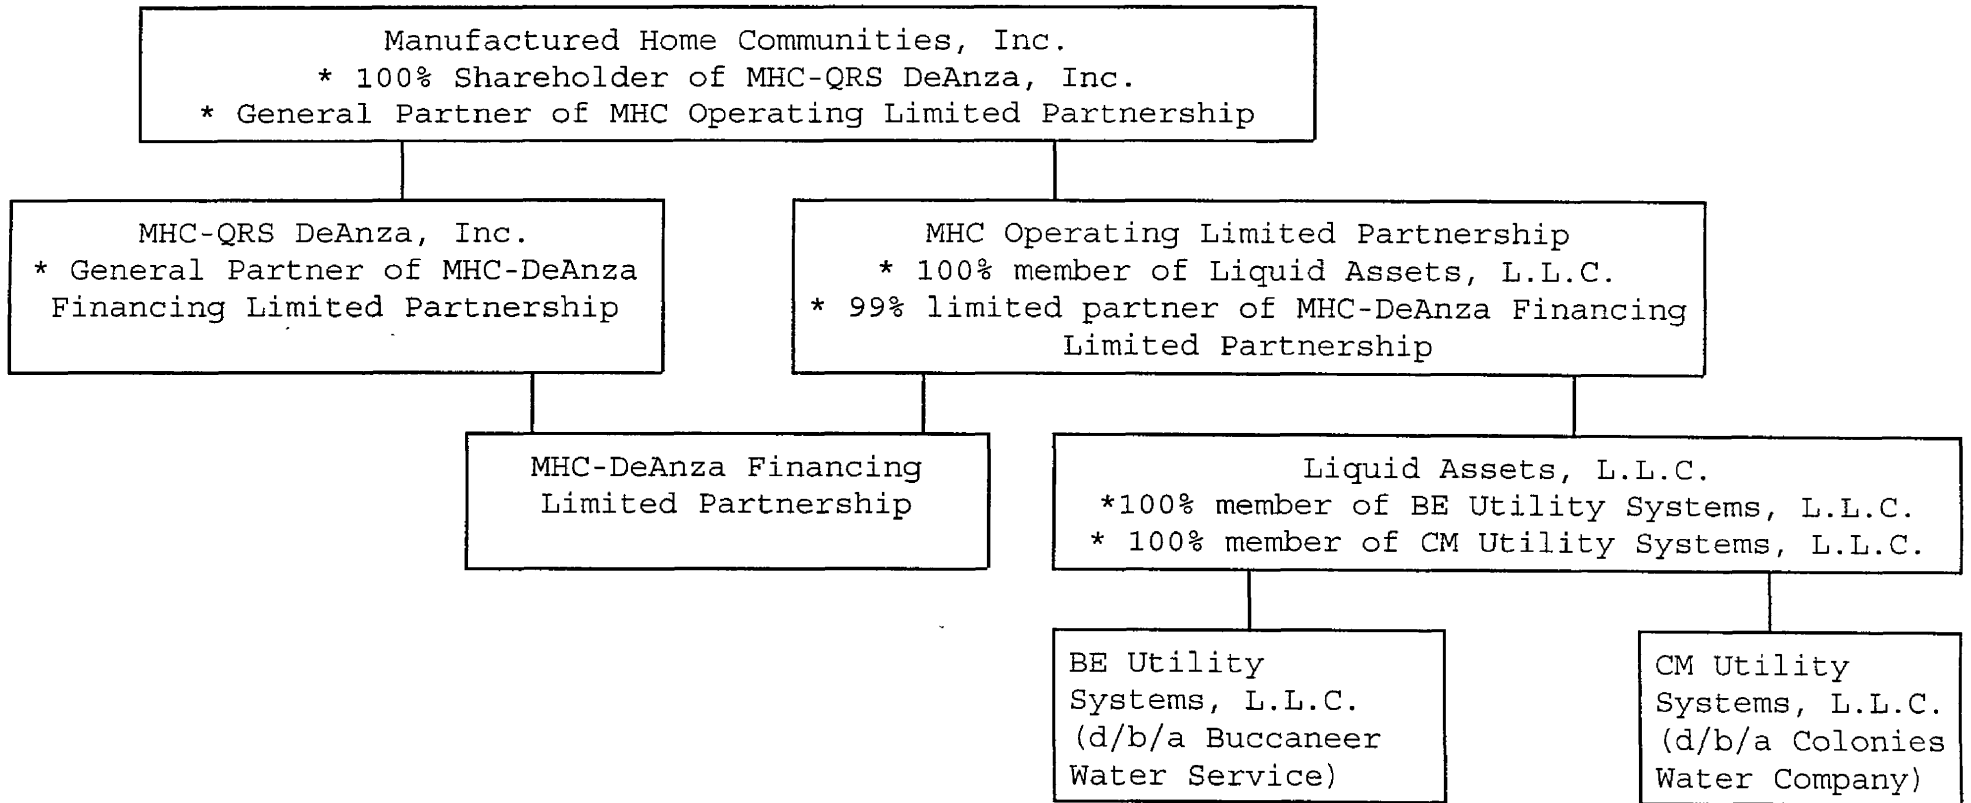 Manufactured Home Communities, Inc.
* 100% Shareholder of MHC-QRS DeAnza, Inc.
* General Partner of MHC Operating Limited Partnership
MHC-QRS DeAnza, Inc.
* General Partner of MHC-DeAnza
Financing Limited Partnership
MHC Operating Limited Partnership
* 100% member of Liquid Assets, L.L.C.
* 99% limited partner of MHC-DeAnza Financing
Limited Partnership
MHC-DeAnza Financing
Limited Partnership
Liquid Assets, L.L.C.
*100% member of BE Utility Systems, L.L.C.
* 100% member of CM Utility Systems, L.L.C.
BE Utility
Systems, L.L.C.
(d/b/a Buccaneer
Water Service)
CM Utility
Systems, L.L.C.
(d/b/a Colonies
Water Company)